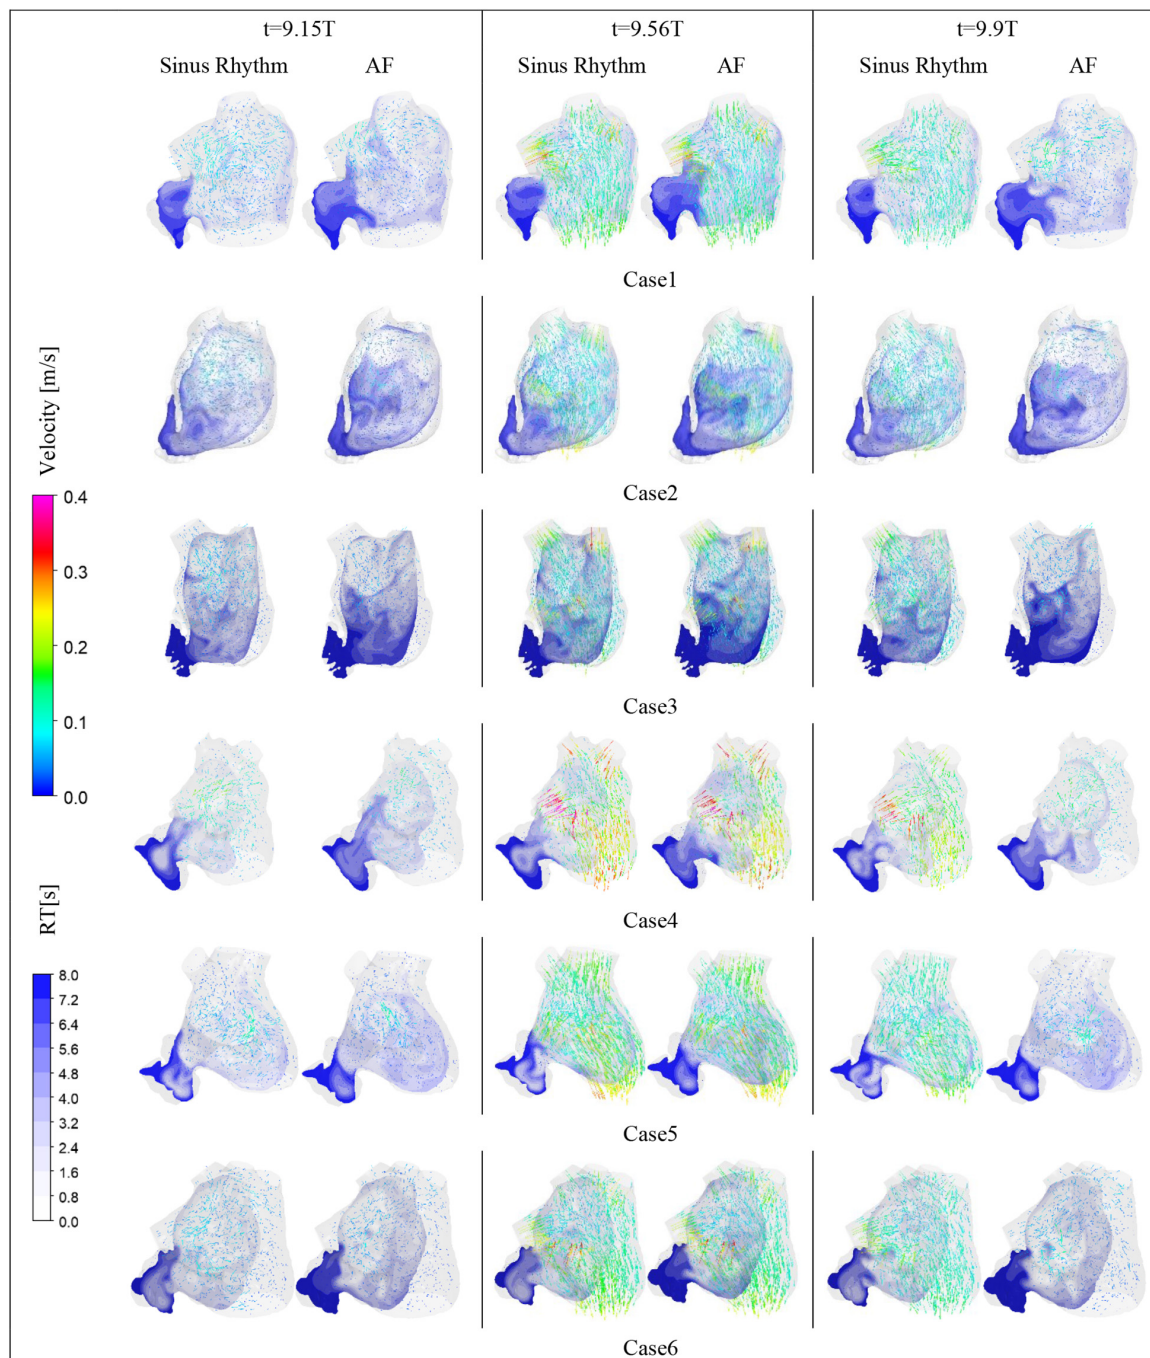 t=9.15T
t=9.56T
t=9.9T
Sinus Rhythm
AF
Sinus Rhythm
AF
Sinus Rhythm
AF
Case1
Case2
Case3
Case4
Case5
Case6
Velocity [m/s]
0.4
0.3
0.2
0.1
0.0
RT[s]
8.0
7.2
6.4
5.6
4.8
4.0
3.2
2.4
1.6
0.8
0.0